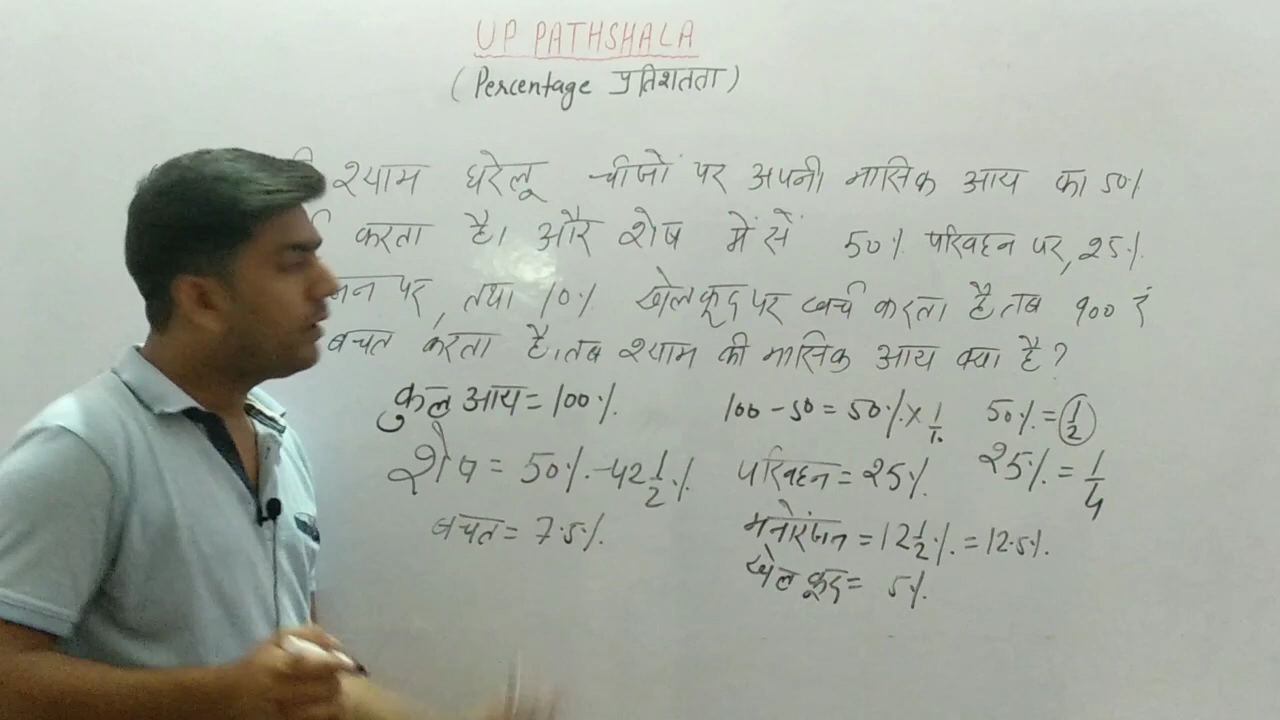 UP PATHSHALA
(Percentage प्रतिशतता)
श्याम घरेलू चीजों पर अपनी मासिक आय का 50%
करता है। और शेष में सें 50% परिवहन पर, 25%
पर, तथा 10% खेलकूद पर खर्च करता है, तब १०० रं
बचत करता है, तब श्याम की मासिक आय क्या है?
कुल आय = 100%.
100 - 50 = 50% × 1/
50% = 1/2
शेष = 50% - 42 1/2 %
परिवहन = 25%.
25% = 1/4
बचत = 7.5%.
मनोरंजन = 12 1/2 % = 12.5%.
खेल कूद = 5%.